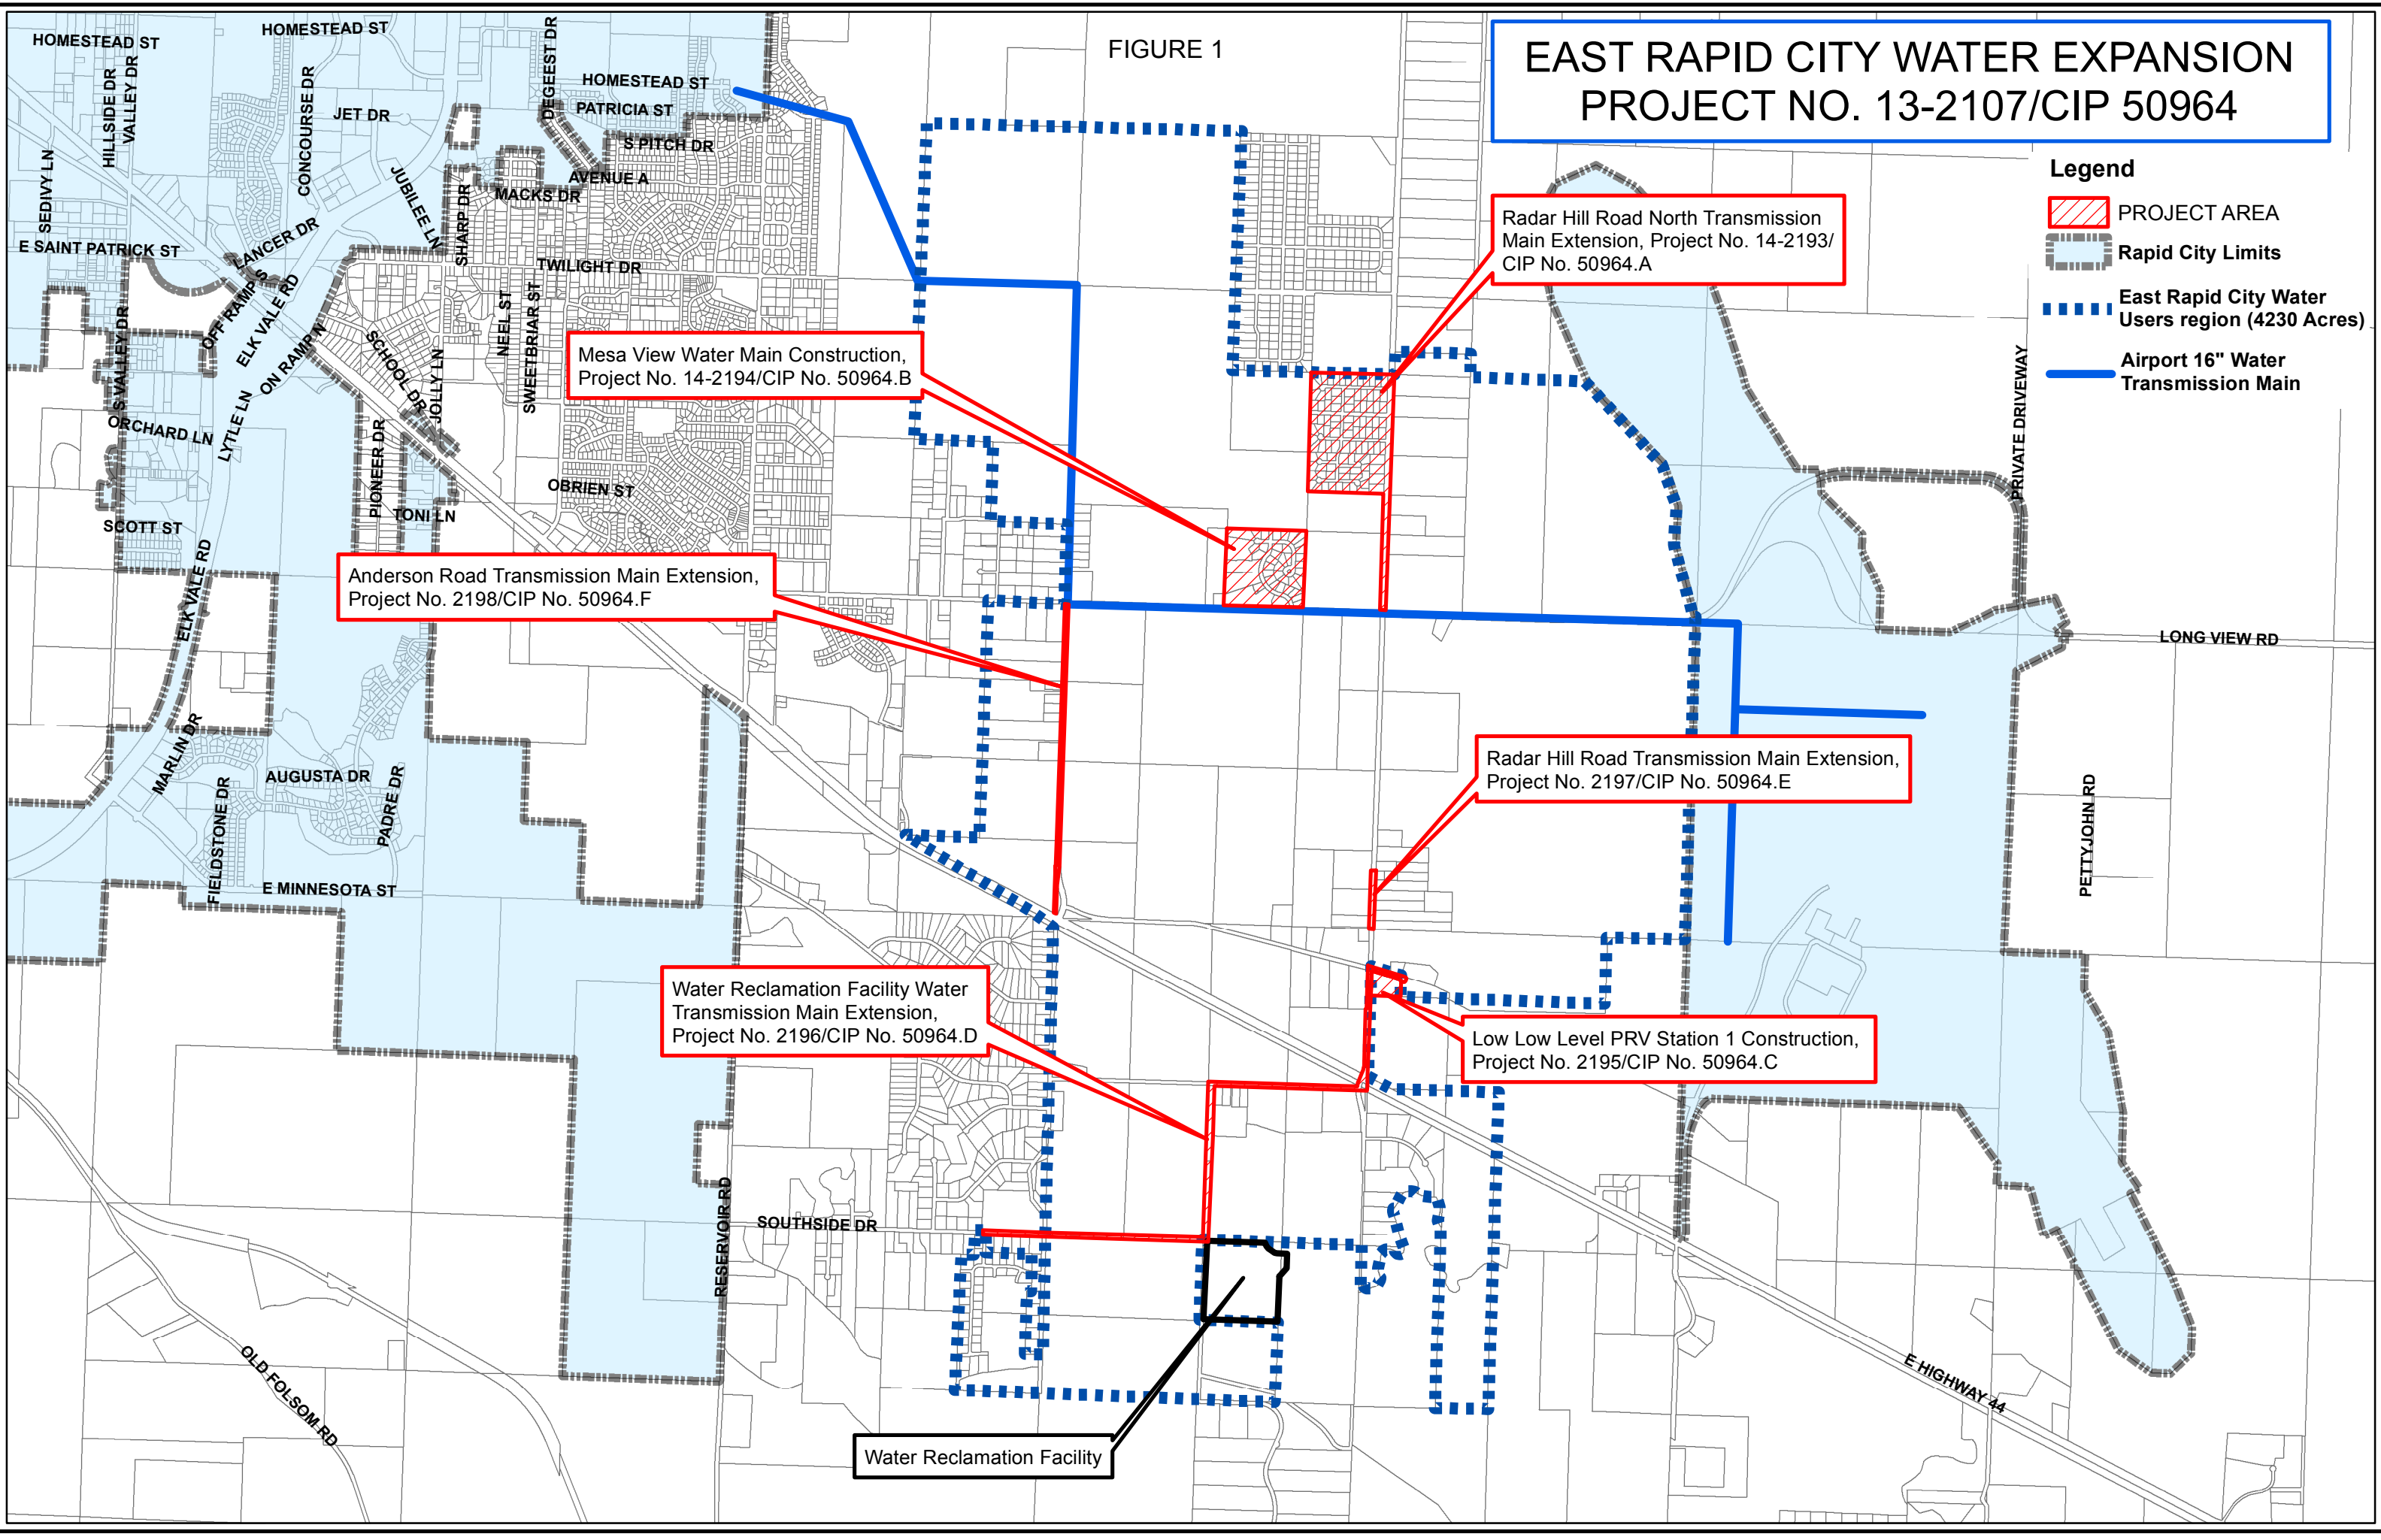 FIGURE 1
EAST RAPID CITY WATER EXPANSION
PROJECT NO. 13-2107/CIP 50964
Legend
PROJECT AREA
Rapid City Limits
East Rapid City Water
Users region (4230 Acres)
Airport 16" Water
Transmission Main
HOMESTEAD ST
HOMESTEAD ST
HOMESTEAD ST
HILLSIDE DR
VALLEY DR
CONCOURSE DR
DEGEEST DR
JET DR
PATRICIA ST
S PITCH DR
SEDIVY LN
JUBILEE LN
SHARP DR
AVENUE A
MACKS DR
E SAINT PATRICK ST
LANCER DR
TWILIGHT DR
OFF RAMP S
ELK VALE RD
ON RAMP N
S VALLEY DR
SCHOOL DR
JOLLY LN
NEEL ST
SWEETBRIAR ST
LYTLE LN
ORCHARD LN
PIONEER DR
OBRIEN ST
TONI LN
SCOTT ST
ELK VALE RD
PRIVATE DRIVEWAY
Radar Hill Road North Transmission
Main Extension, Project No. 14-2193/
CIP No. 50964.A
Mesa View Water Main Construction,
Project No. 14-2194/CIP No. 50964.B
Anderson Road Transmission Main Extension,
Project No. 2198/CIP No. 50964.F
LONG VIEW RD
MARLIN DR
AUGUSTA DR
PADRE DR
FIELDSTONE DR
E MINNESOTA ST
PETTYJOHN RD
Radar Hill Road Transmission Main Extension,
Project No. 2197/CIP No. 50964.E
Water Reclamation Facility Water
Transmission Main Extension,
Project No. 2196/CIP No. 50964.D
Low Low Level PRV Station 1 Construction,
Project No. 2195/CIP No. 50964.C
RESERVOIR RD
SOUTHSIDE DR
OLD FOLSOM RD
E HIGHWAY 44
Water Reclamation Facility